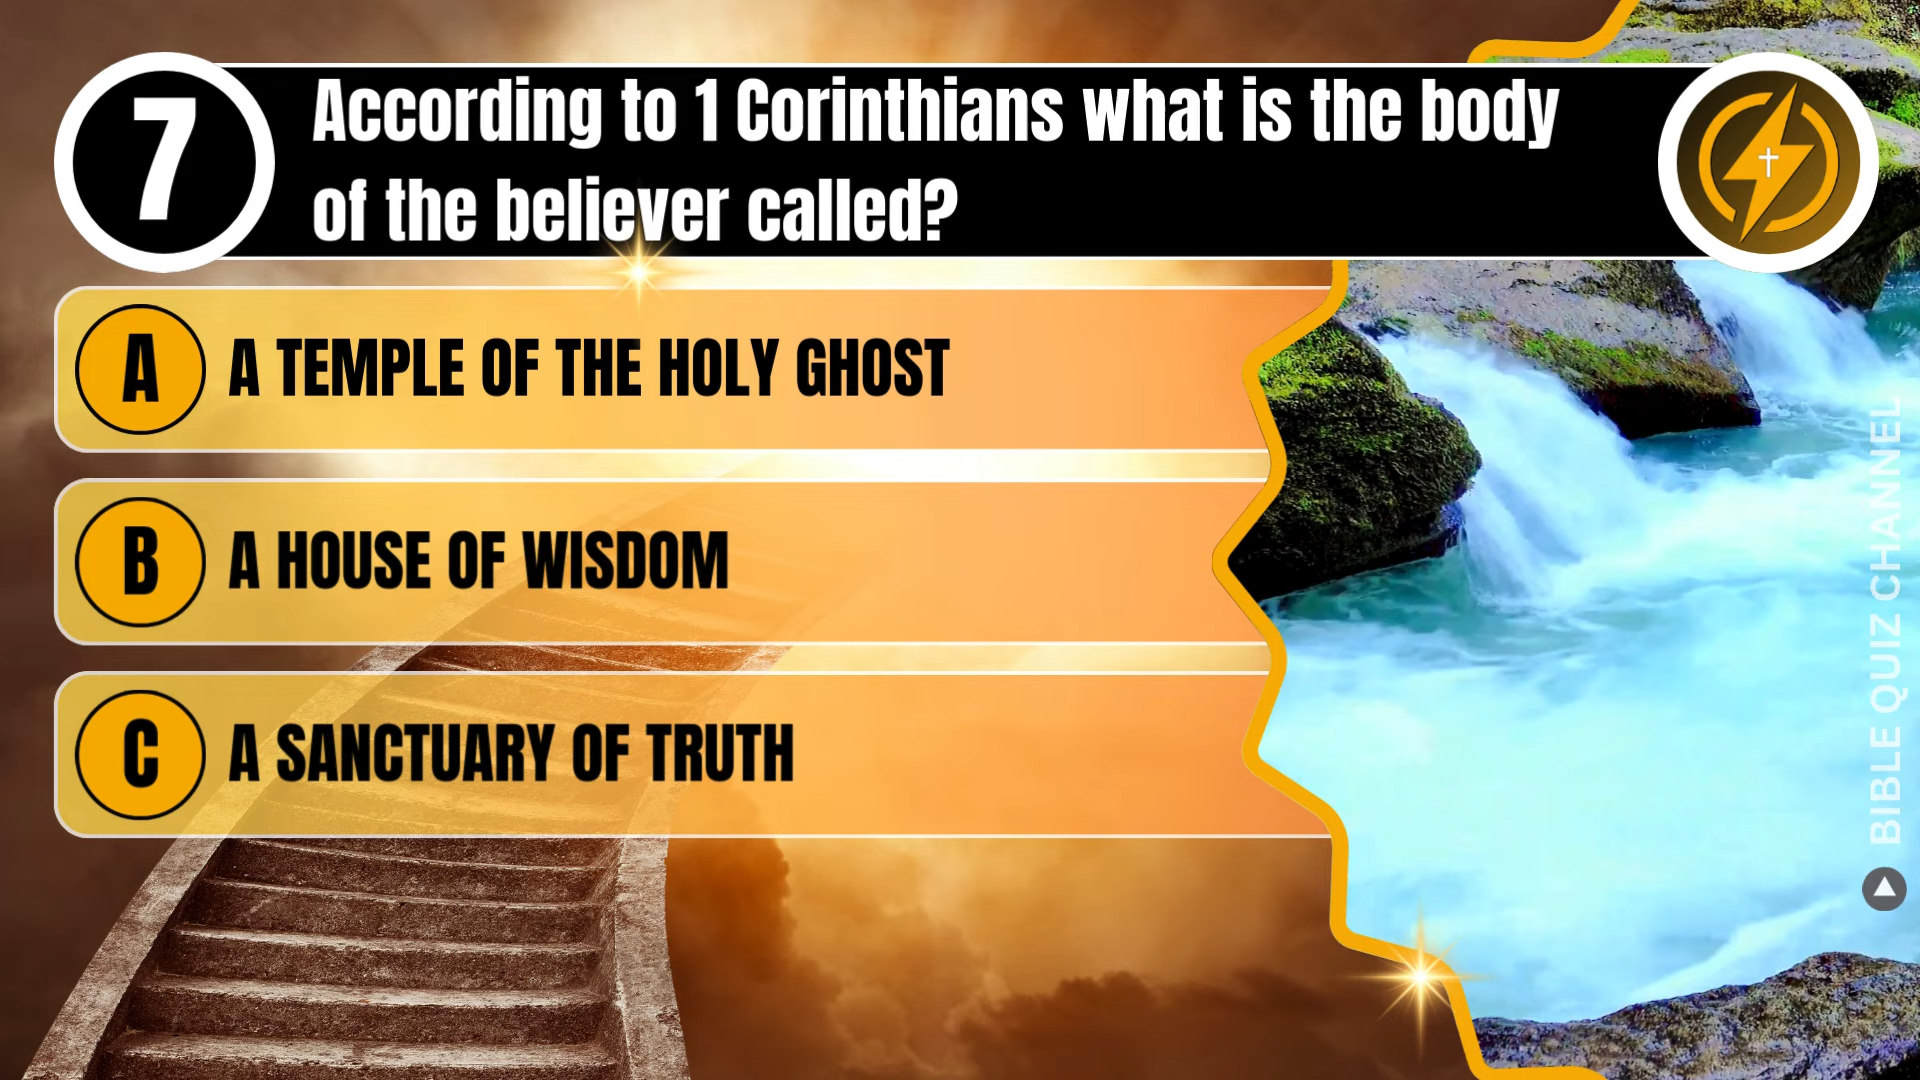 7
According to 1 Corinthians what is the body
of the believer called?
A
A TEMPLE OF THE HOLY GHOST
B
A HOUSE OF WISDOM
C
A SANCTUARY OF TRUTH
BIBLE QUIZ CHANNEL